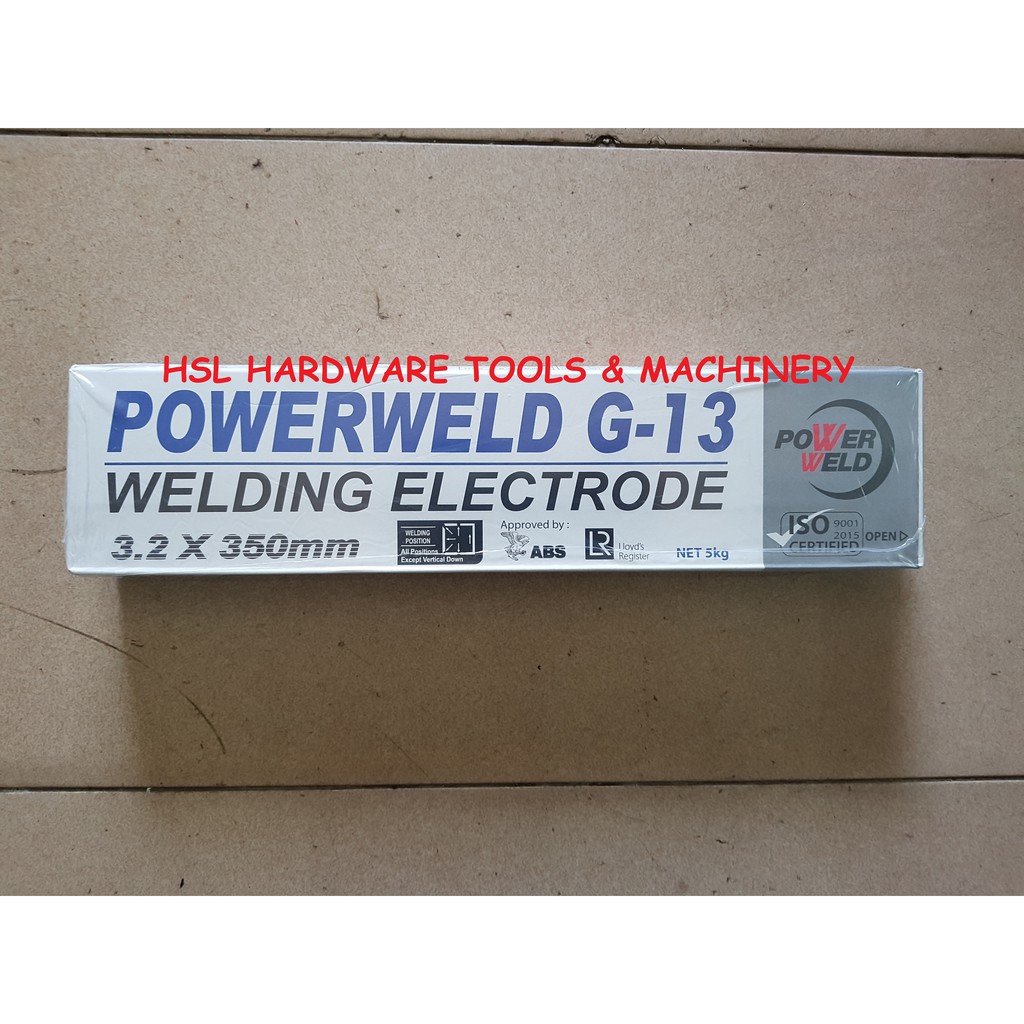 HSL HARDWARE TOOLS & MACHINERY
POWERWELD G-13
WELDING ELECTRODE
3.2 X 350mm
WELDING
POSITION
All Positions
Except Vertical Down
Approved by :
ABS
LR
Lloyd's
Register
NET 5kg
POWER
WELD
ISO 9001
2015
CERTIFIED
OPEN